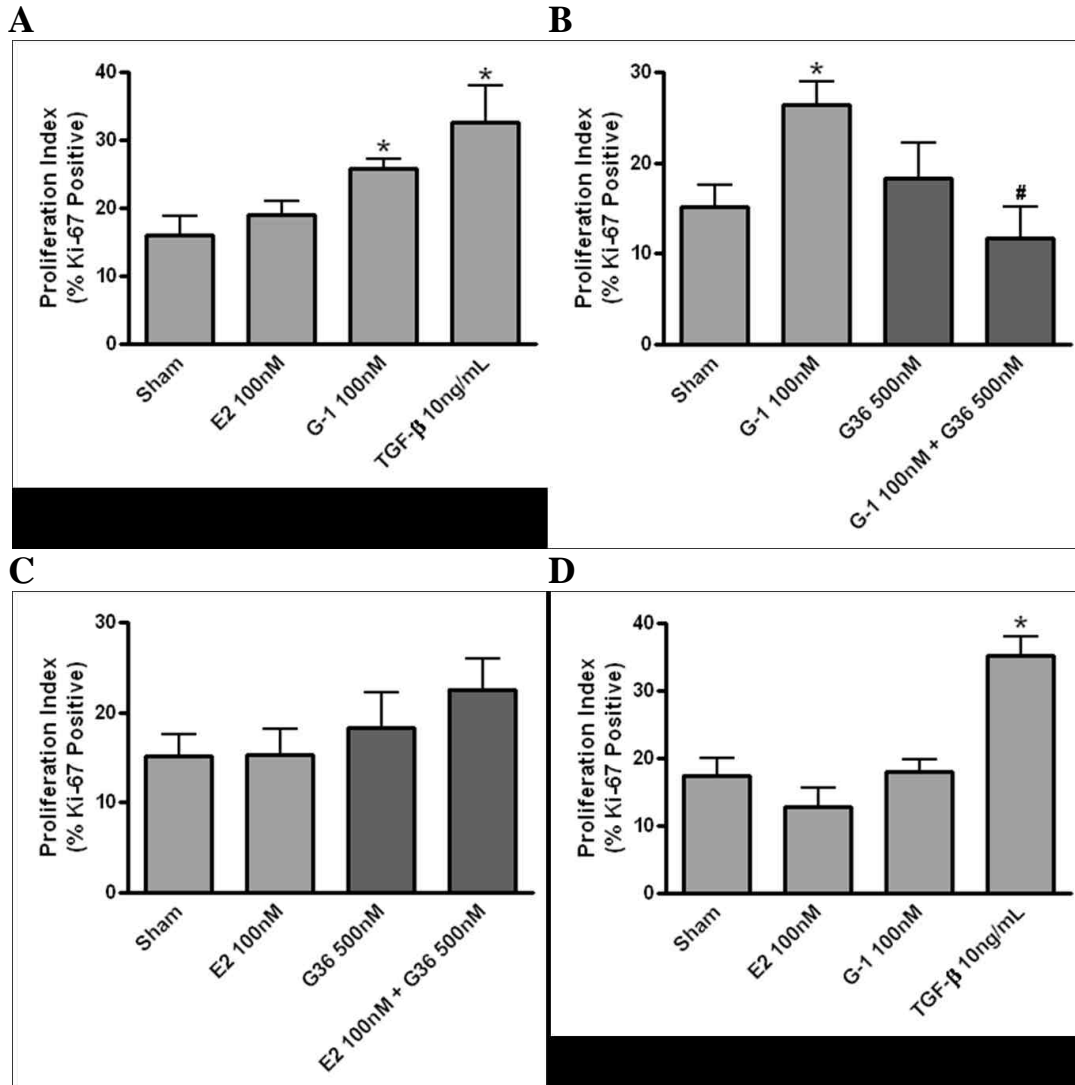 A
Proliferation Index
(% Ki-67 Positive)
40
30
20
10
0
*
*
Sham
E2 100nM
G-1 100nM
TGF-β 10ng/mL
B
Proliferation Index
(% Ki-67 Positive)
30
20
10
0
*
#
Sham
G-1 100nM
G36 500nM
G-1 100nM + G36 500nM
C
Proliferation Index
(% Ki-67 Positive)
30
20
10
0
Sham
E2 100nM
G36 500nM
E2 100nM + G36 500nM
D
Proliferation Index
(% Ki-67 Positive)
40
30
20
10
0
*
Sham
E2 100nM
G-1 100nM
TGF-β 10ng/mL